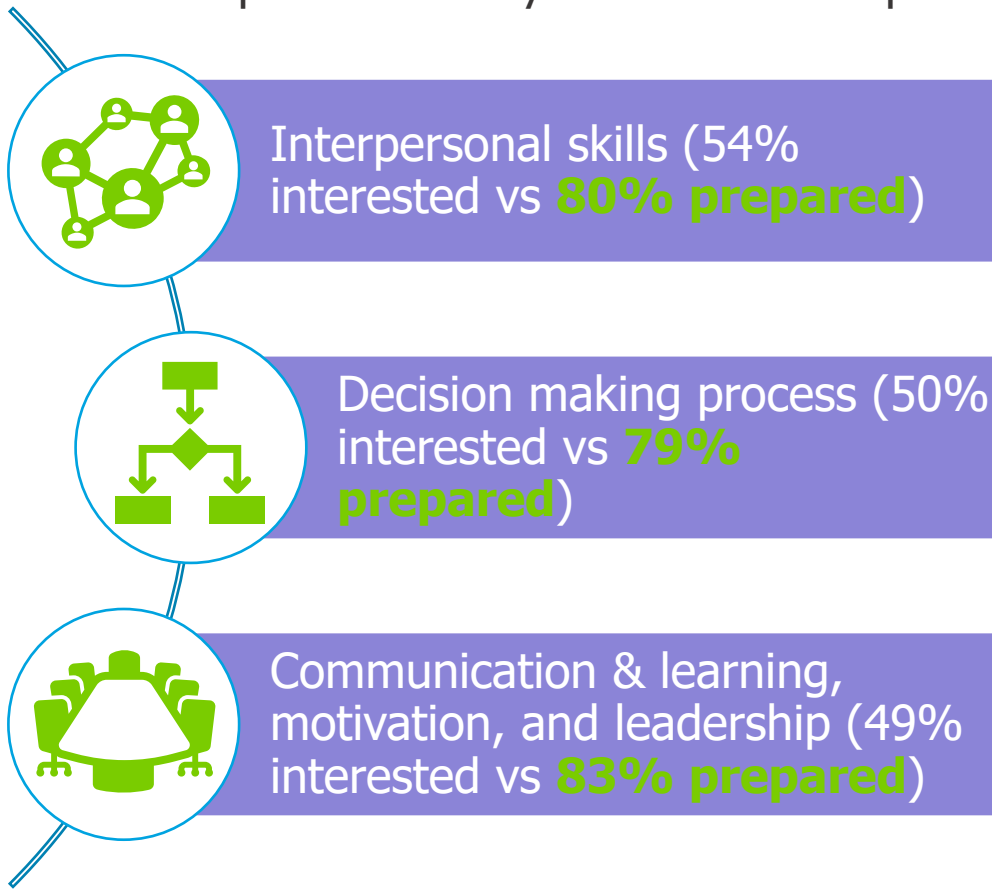 Interpersonal skills (54%
interested vs 80% prepared)
Decision making process (50%
interested vs 79%
prepared)
Communication & learning,
motivation, and leadership (49%
interested vs 83% prepared)